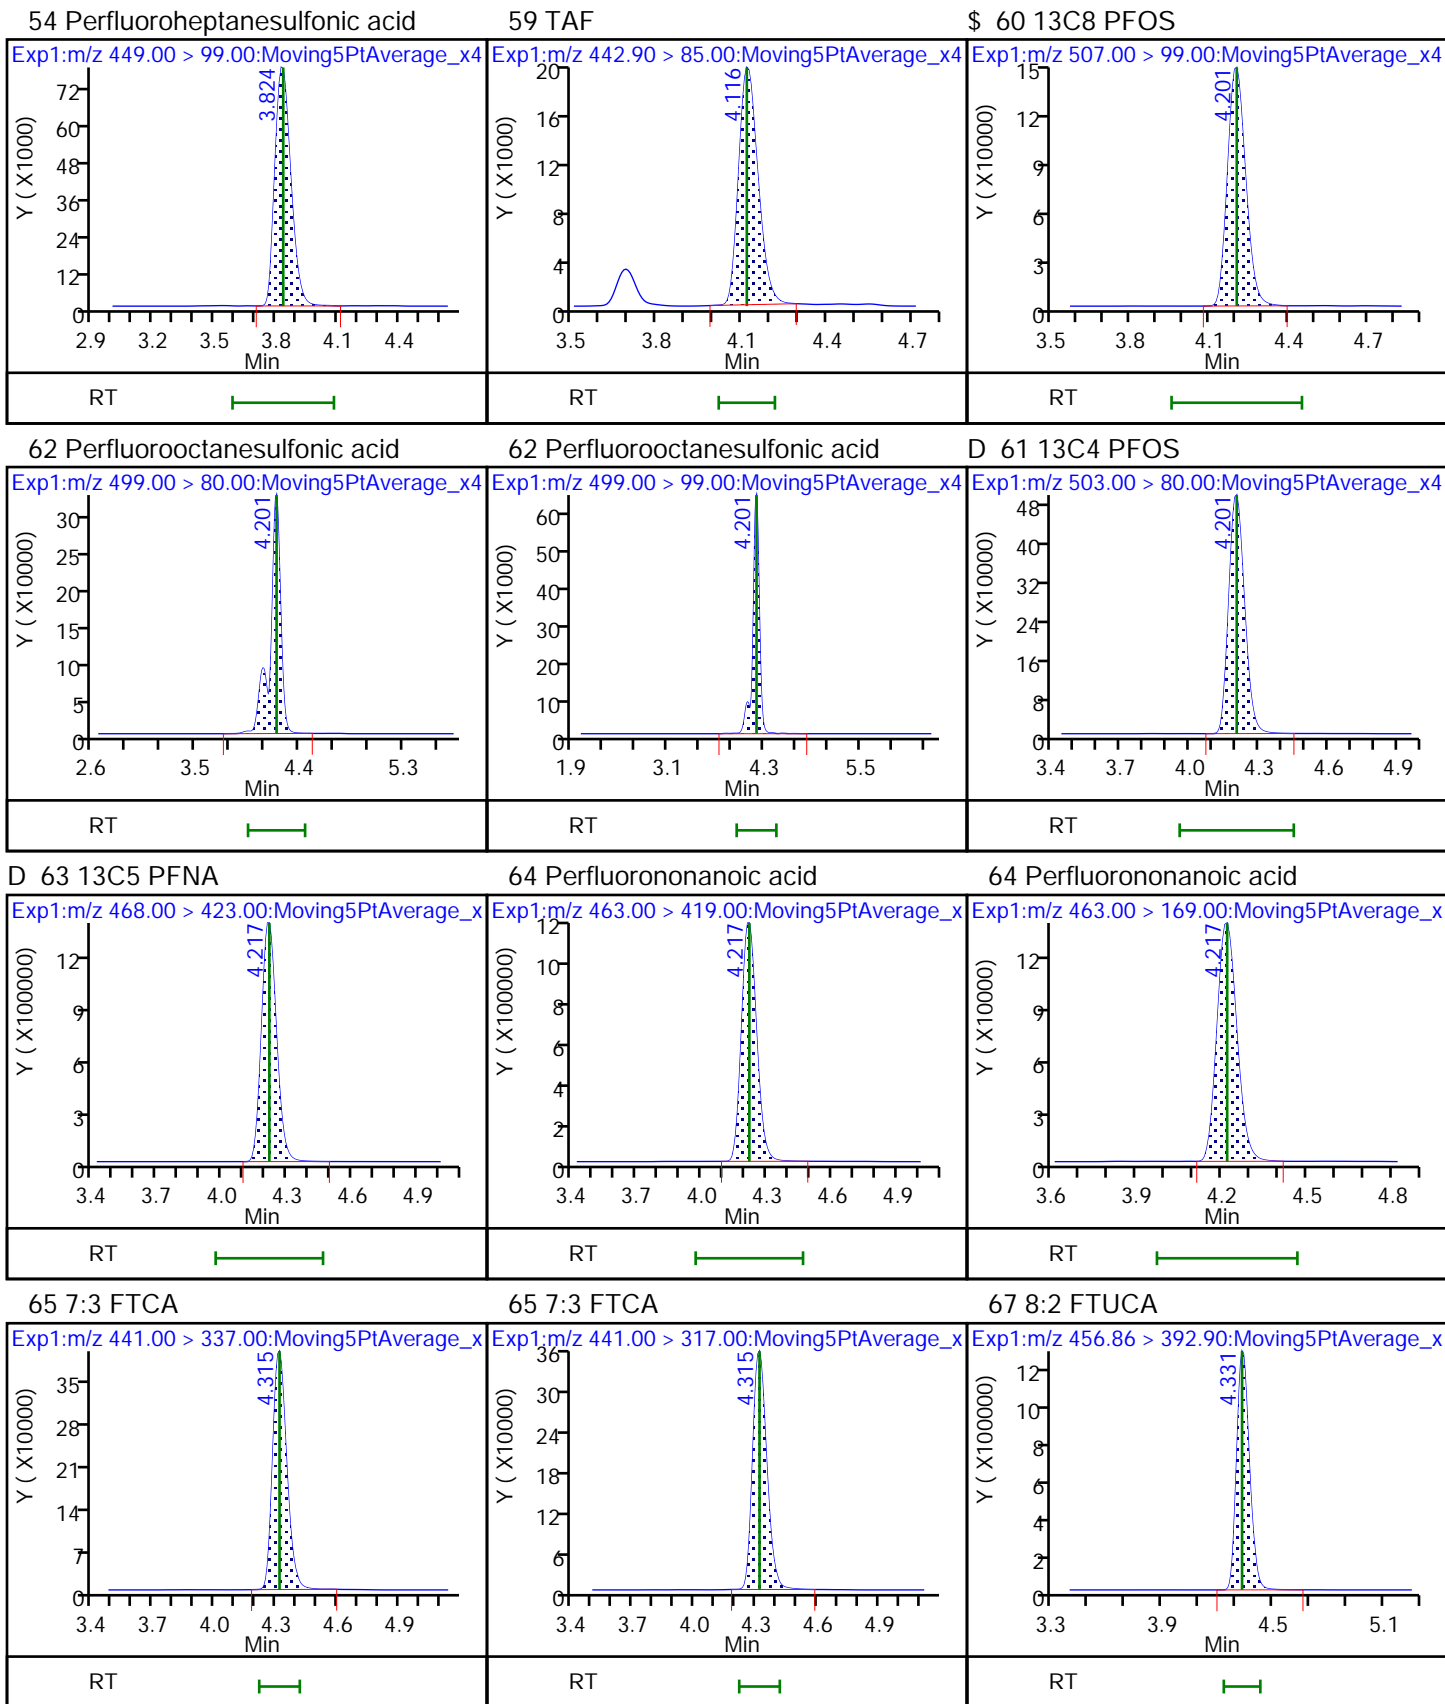 54 Perfluoroheptanesulfonic acid
Exp1:m/z 449.00 > 99.00:Moving5PtAverage_x4
3.824
Y ( X10000)
72
60
48
36
24
12
0
2.9 3.2 3.5 3.8 4.1 4.4
Min
RT
59 TAF
Exp1:m/z 442.90 > 85.00:Moving5PtAverage_x4
4.116
Y ( X1000)
20
16
12
8
4
0
3.5 3.8 4.1 4.4 4.7
Min
RT
$ 60 13C8 PFOS
Exp1:m/z 507.00 > 99.00:Moving5PtAverage_x4
4.201
Y ( X10000)
15
12
9
6
3
0
3.5 3.8 4.1 4.4 4.7
Min
RT
62 Perfluorooctanesulfonic acid
Exp1:m/z 499.00 > 80.00:Moving5PtAverage_x4
4.201
Y ( X10000)
30
25
20
15
10
5
0
2.6 3.5 4.4 5.3
Min
RT
62 Perfluorooctanesulfonic acid
Exp1:m/z 499.00 > 99.00:Moving5PtAverage_x4
4.201
Y ( X1000)
60
50
40
30
20
10
0
1.9 3.1 4.3 5.5
Min
RT
D 61 13C4 PFOS
Exp1:m/z 503.00 > 80.00:Moving5PtAverage_x4
4.201
Y ( X10000)
48
40
32
24
16
8
0
3.4 3.7 4.0 4.3 4.6 4.9
Min
RT
D 63 13C5 PFNA
Exp1:m/z 468.00 > 423.00:Moving5PtAverage_x
4.217
Y ( X100000)
12
9
6
3
0
3.4 3.7 4.0 4.3 4.6 4.9
Min
RT
64 Perfluorononanoic acid
Exp1:m/z 463.00 > 419.00:Moving5PtAverage_x
4.217
Y ( X100000)
12
10
8
6
4
2
0
3.4 3.7 4.0 4.3 4.6 4.9
Min
RT
64 Perfluorononanoic acid
Exp1:m/z 463.00 > 169.00:Moving5PtAverage_x
4.217
Y ( X10000)
12
9
6
3
0
3.6 3.9 4.2 4.5 4.8
Min
RT
65 7:3 FTCA
Exp1:m/z 441.00 > 337.00:Moving5PtAverage_x
4.315
Y ( X100000)
35
28
21
14
7
0
3.4 3.7 4.0 4.3 4.6 4.9
Min
RT
65 7:3 FTCA
Exp1:m/z 441.00 > 317.00:Moving5PtAverage_x
4.315
Y ( X100000)
36
30
24
18
12
6
0
3.4 3.7 4.0 4.3 4.6 4.9
Min
RT
67 8:2 FTUCA
Exp1:m/z 456.86 > 392.90:Moving5PtAverage_x
4.331
Y ( X100000)
12
10
8
6
4
2
0
3.3 3.9 4.5 5.1
Min
RT